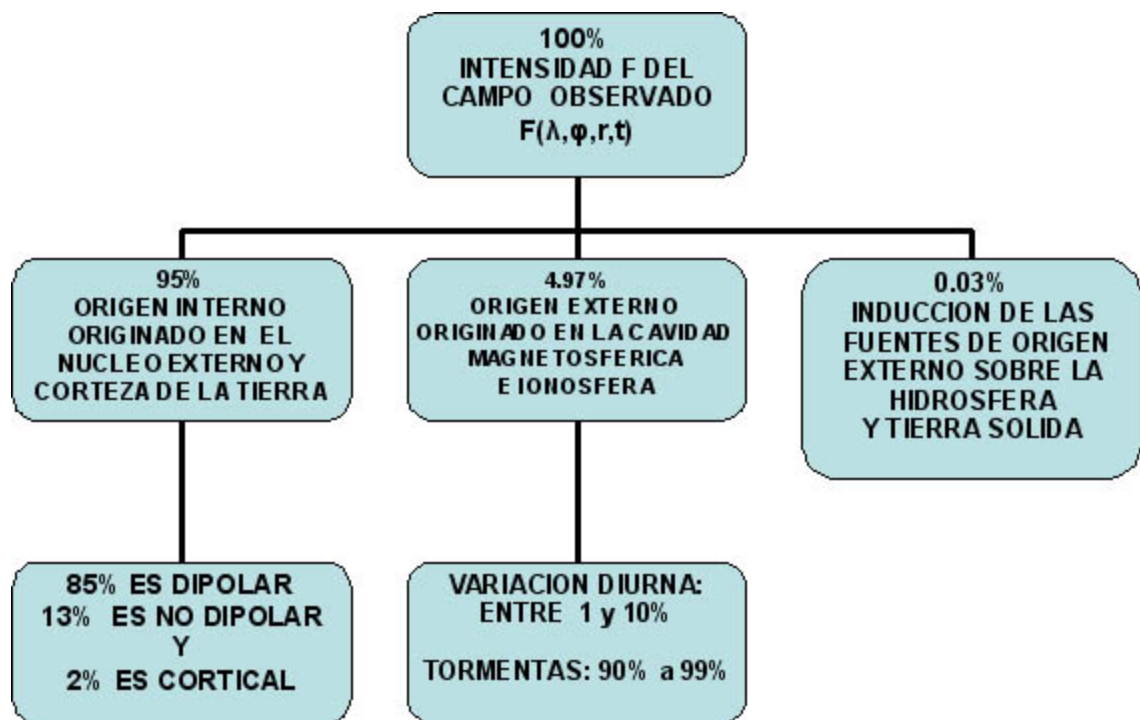 100%
INTENSIDAD F DEL
CAMPO OBSERVADO
F(λ,φ,r,t)
95%
ORIGEN INTERNO
ORIGINADO EN EL
NUCLEO EXTERNO Y
CORTEZA DE LA TIERRA
4.97%
ORIGEN EXTERNO
ORIGINADO EN LA CAVIDAD
MAGNETOSFERICA
E IONOSFERA
0.03%
INDUCCION DE LAS
FUENTES DE ORIGEN
EXTERNO SOBRE LA
HIDROSFERA
Y TIERRA SOLIDA
85% ES DIPOLAR
13% ES NO DIPOLAR
Y
2% ES CORTICAL
VARIACION DIURNA:
ENTRE 1 y 10%
TORMENTAS: 90% a 99%